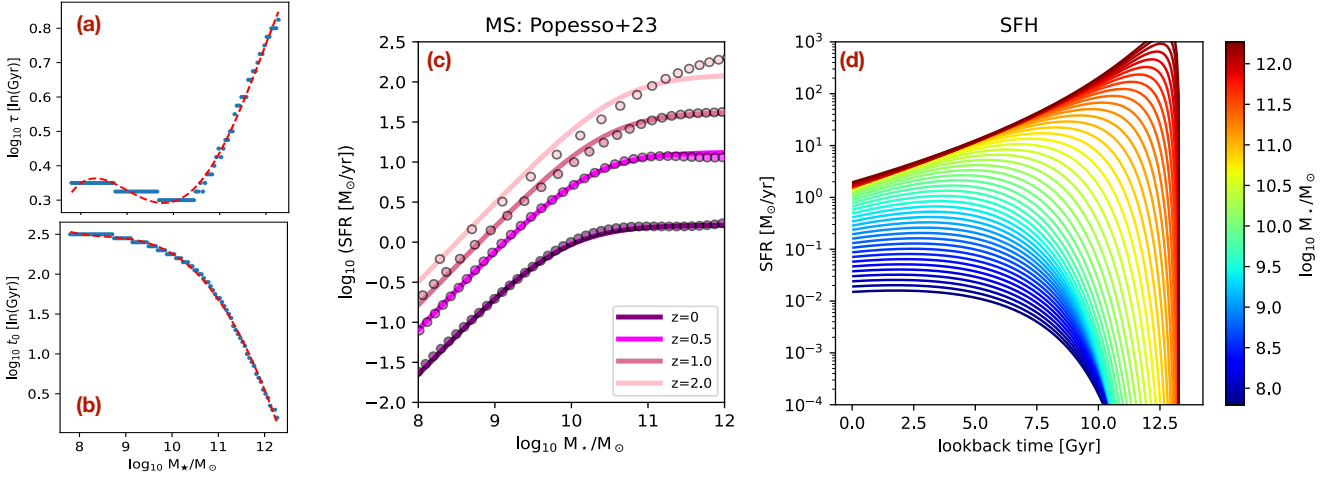 (a)
log₁₀ τ [ln(Gyr)]
0.8
0.7
0.6
0.5
0.4
0.3
(b)
log₁₀ t₀ [ln(Gyr)]
2.5
2.0
1.5
1.0
0.5
8 9 10 11 12
log₁₀ M★/M⊙
MS: Popesso+23
(c)
log₁₀ (SFR [M⊙/yr])
2.5
2.0
1.5
1.0
0.5
0.0
−0.5
−1.0
−1.5
−2.0
z=0
z=0.5
z=1.0
z=2.0
8 9 10 11 12
log₁₀ M⋆/M⊙
SFH
(d)
SFR [M⊙/yr]
10³
10²
10¹
10⁰
10⁻¹
10⁻²
10⁻³
10⁻⁴
0.0 2.5 5.0 7.5 10.0 12.5
lookback time [Gyr]
12.0
11.5
11.0
10.5
10.0
9.5
9.0
8.5
8.0
log₁₀ M⋆/M⊙